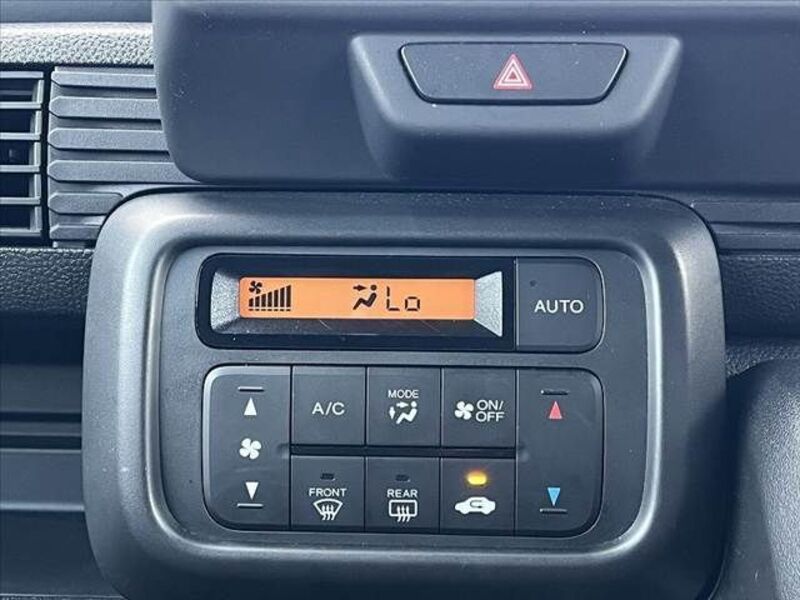 Lo
AUTO
A/C
MODE
ON/
OFF
FRONT
REAR